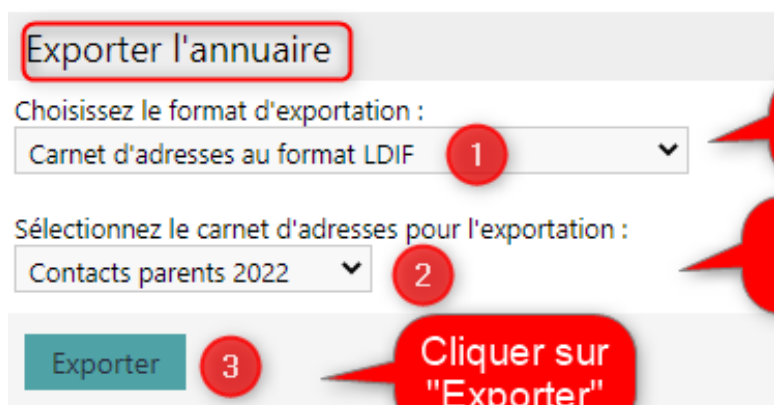 Exporter l'annuaire
Choisissez le format d'exportation :
Carnet d'adresses au format LDIF
1
Sélectionnez le carnet d'adresses pour l'exportation :
Contacts parents 2022
2
Exporter
3
Cliquer sur
"Exporter"